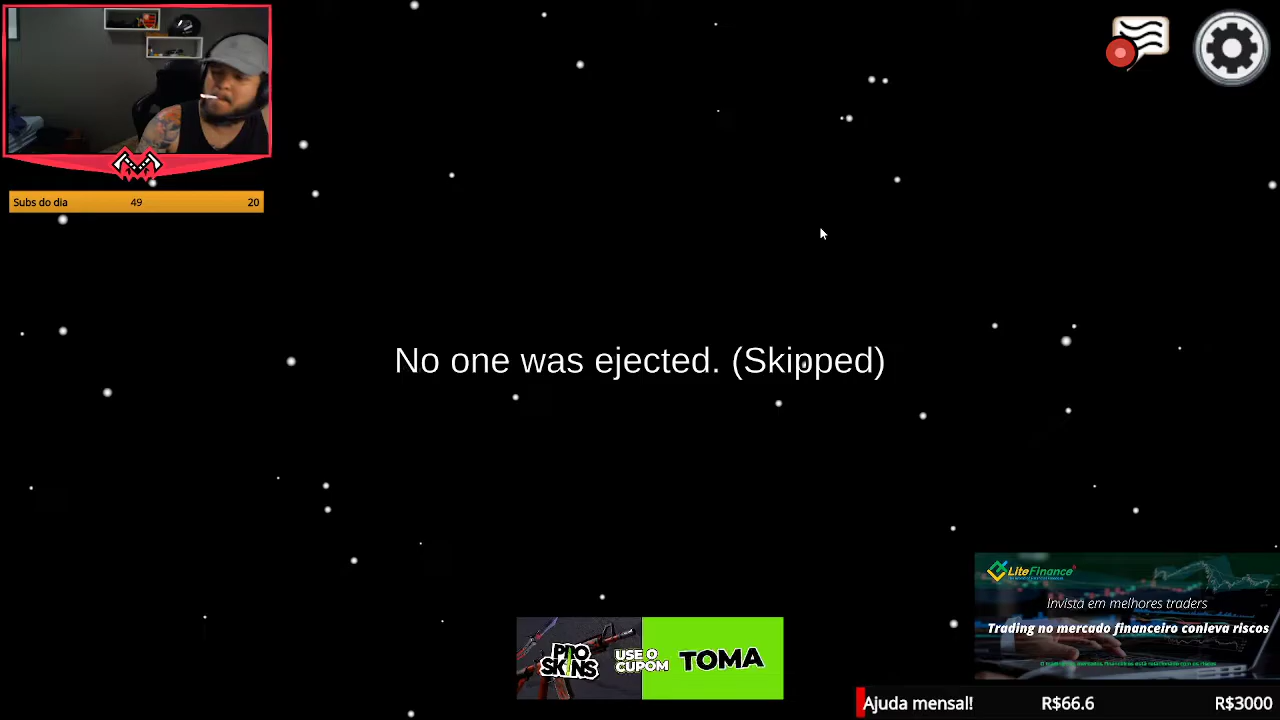 Subs do dia 49 20
No one was ejected. (Skipped)
LiteFinance
Invista em melhores traders
Trading no mercado financeiro conleva riscos
PRO
SKINS
USE O
CUPOM
TOMA
Ajuda mensal! R$66.6 R$3000